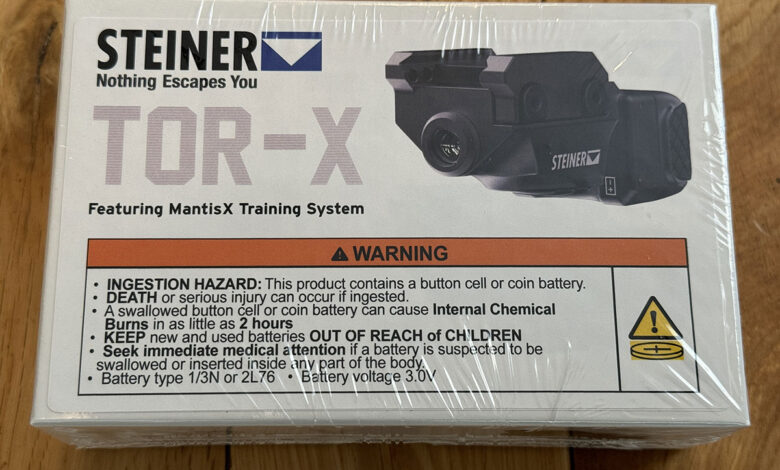 STEINER
Nothing Escapes You
TOR-X
STEINER
Featuring MantisX Training System
WARNING
• INGESTION HAZARD: This product contains a button cell or coin battery.
• DEATH or serious injury can occur if ingested.
• A swallowed button cell or coin battery can cause Internal Chemical
Burns in as little as 2 hours
• KEEP new and used batteries OUT OF REACH of CHILDREN
• Seek immediate medical attention if a battery is suspected to be
swallowed or inserted inside any part of the body.
• Battery type 1/3N or 2L76 • Battery voltage 3.0V